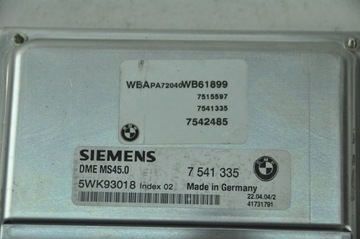 WBAPA72040WB61899
7515597
7541335
7542485
SIEMENS
DME MS45.0
7 541 335
5WK93018 Index 02
Made in Germany
22.04.04/2
41731791